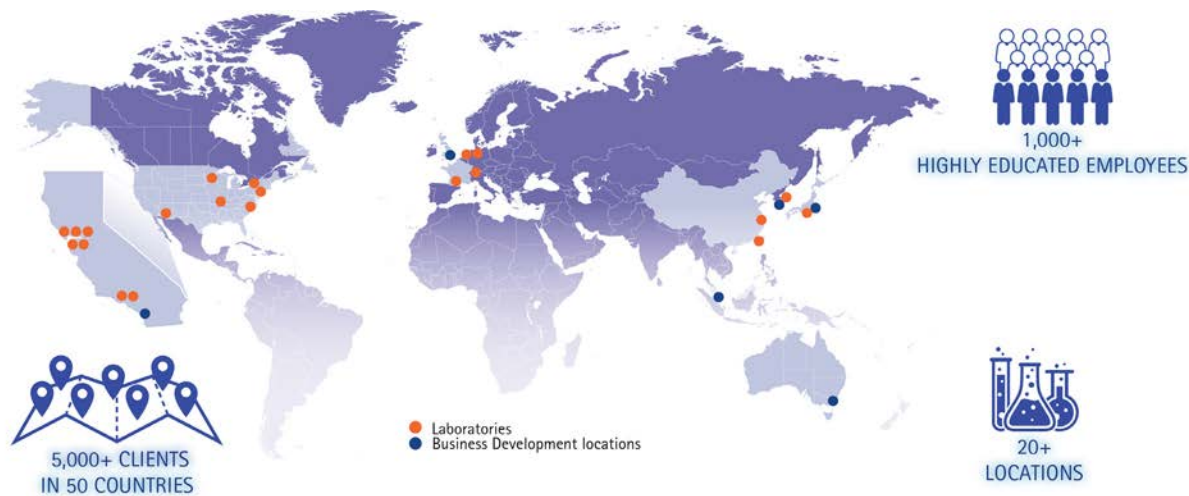 1,000+
HIGHLY EDUCATED EMPLOYEES
Laboratories
Business Development locations
5,000+ CLIENTS
IN 50 COUNTRIES
20+
LOCATIONS